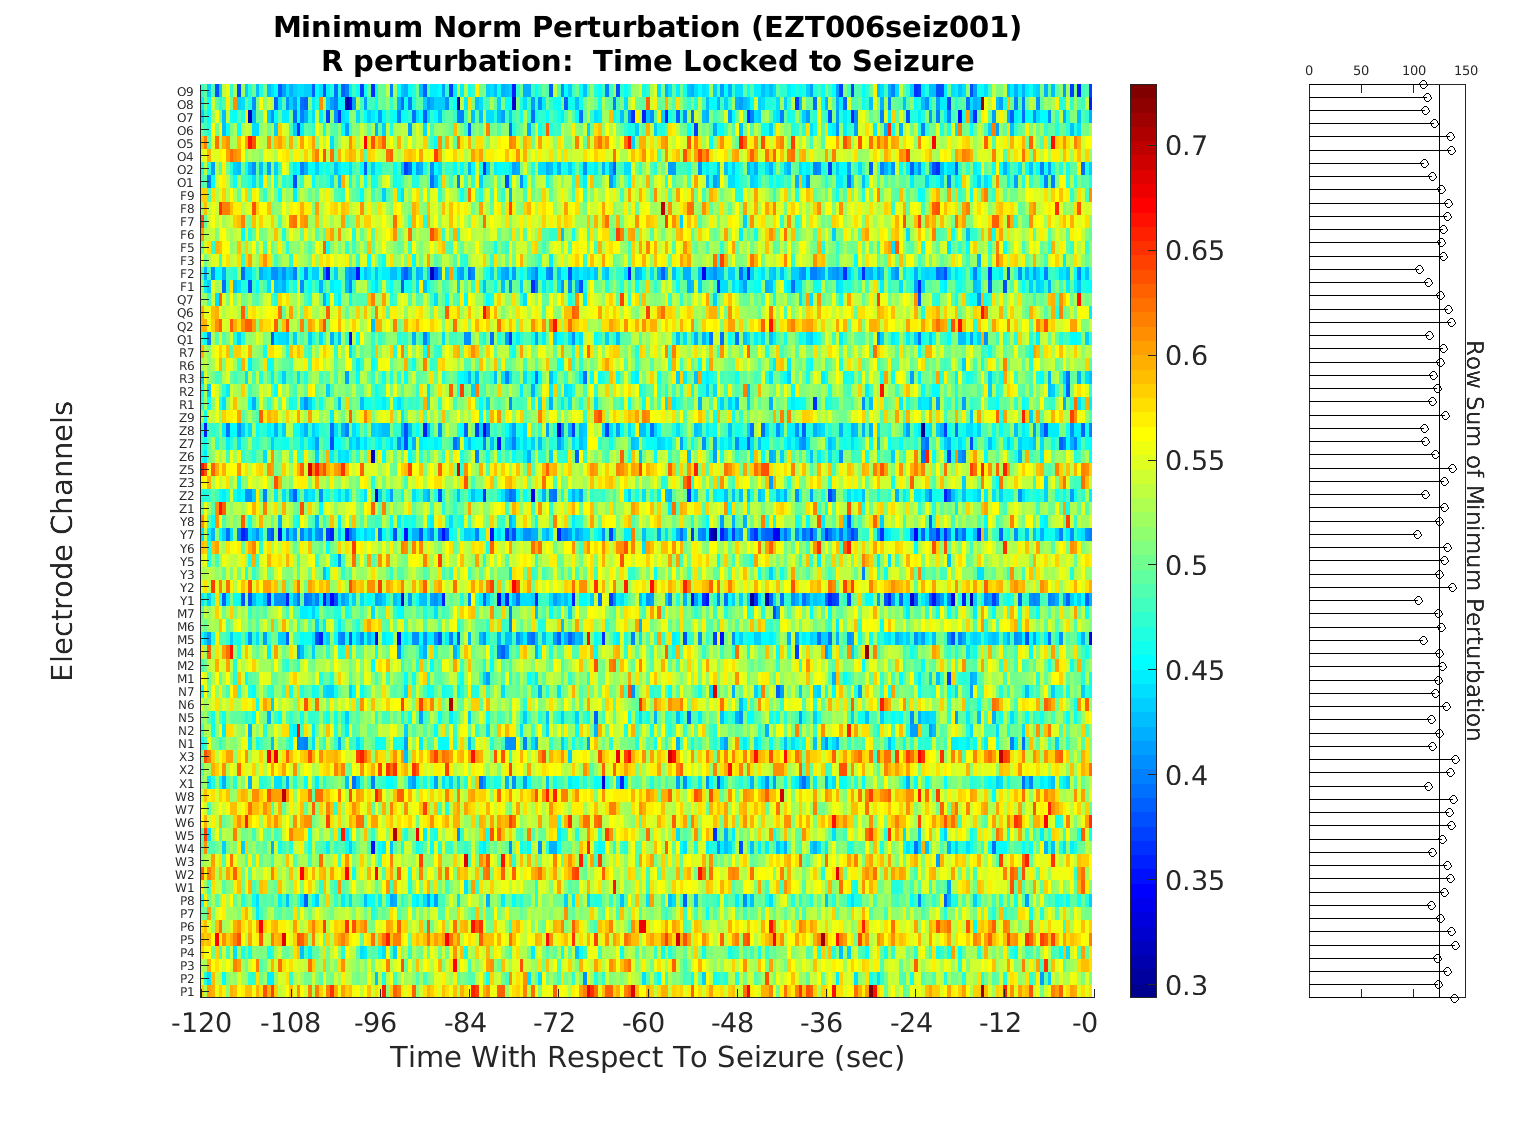 Minimum Norm Perturbation (EZT006seiz001)
R perturbation:  Time Locked to Seizure
0 50 100 150
Electrode Channels
O9
O8
O7
O6
O5
O4
O2
O1
F9
F8
F7
F6
F5
F3
F2
F1
Q7
Q6
Q2
Q1
R7
R6
R3
R2
R1
Z9
Z8
Z7
Z6
Z5
Z3
Z2
Z1
Y8
Y7
Y6
Y5
Y3
Y2
Y1
M7
M6
M5
M4
M2
M1
N7
N6
N5
N2
N1
X3
X2
X1
W8
W7
W6
W5
W4
W3
W2
W1
P8
P7
P6
P5
P4
P3
P2
P1
-120 -108 -96 -84 -72 -60 -48 -36 -24 -12 -0
Time With Respect To Seizure (sec)
0.7
0.65
0.6
0.55
0.5
0.45
0.4
0.35
0.3
Row Sum of Minimum Perturbation